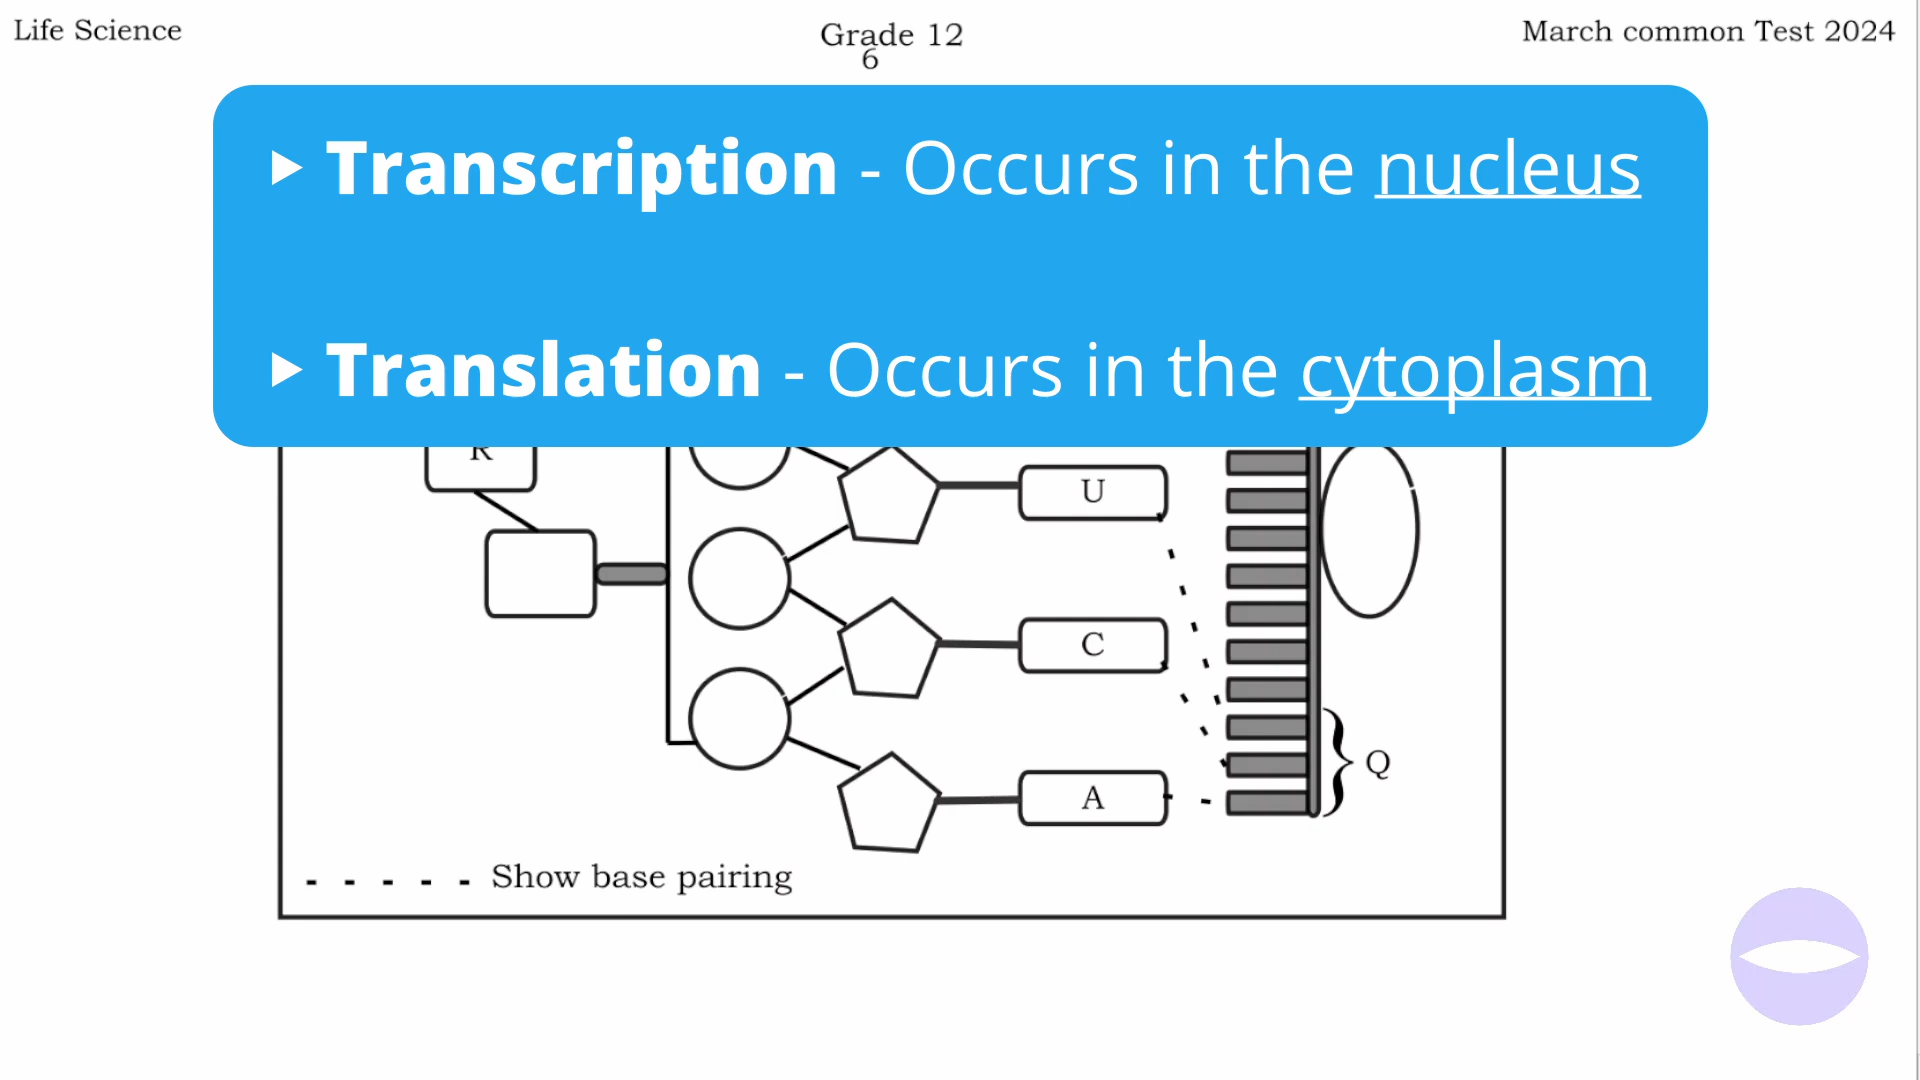 Life Science
Grade 12
March common Test 2024
6
▶ Transcription - Occurs in the nucleus
▶ Translation - Occurs in the cytoplasm
R
U
C
Q
A
- - - - - Show base pairing